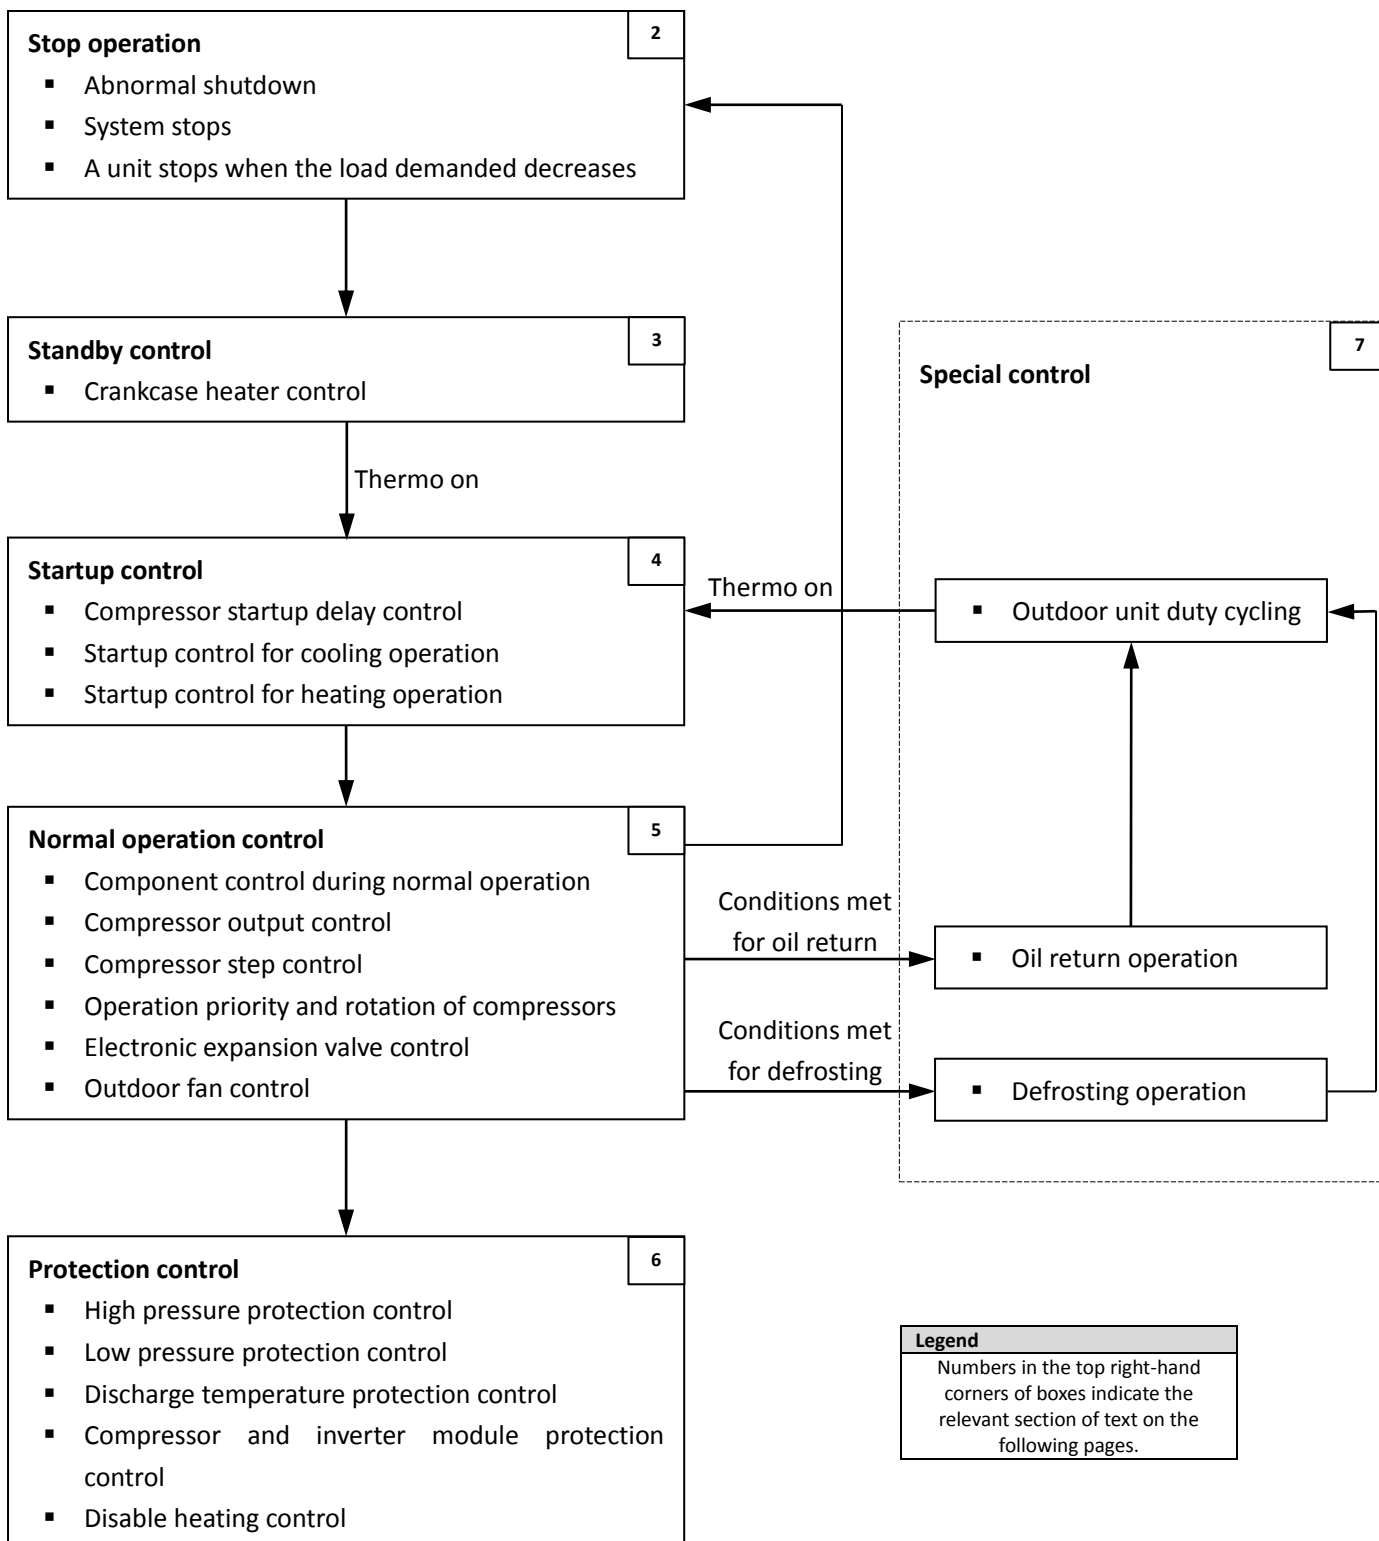 2
Stop operation
▪ Abnormal shutdown
▪ System stops
▪ A unit stops when the load demanded decreases
3
Standby control
▪ Crankcase heater control
Thermo on
4
Startup control
▪ Compressor startup delay control
▪ Startup control for cooling operation
▪ Startup control for heating operation
5
Normal operation control
▪ Component control during normal operation
▪ Compressor output control
▪ Compressor step control
▪ Operation priority and rotation of compressors
▪ Electronic expansion valve control
▪ Outdoor fan control
6
Protection control
▪ High pressure protection control
▪ Low pressure protection control
▪ Discharge temperature protection control
▪ Compressor and inverter module protection
control
▪ Disable heating control
7
Special control
Thermo on
▪ Outdoor unit duty cycling
Conditions met
for oil return
▪ Oil return operation
Conditions met
for defrosting
▪ Defrosting operation
Legend
Numbers in the top right-hand
corners of boxes indicate the
relevant section of text on the
following pages.